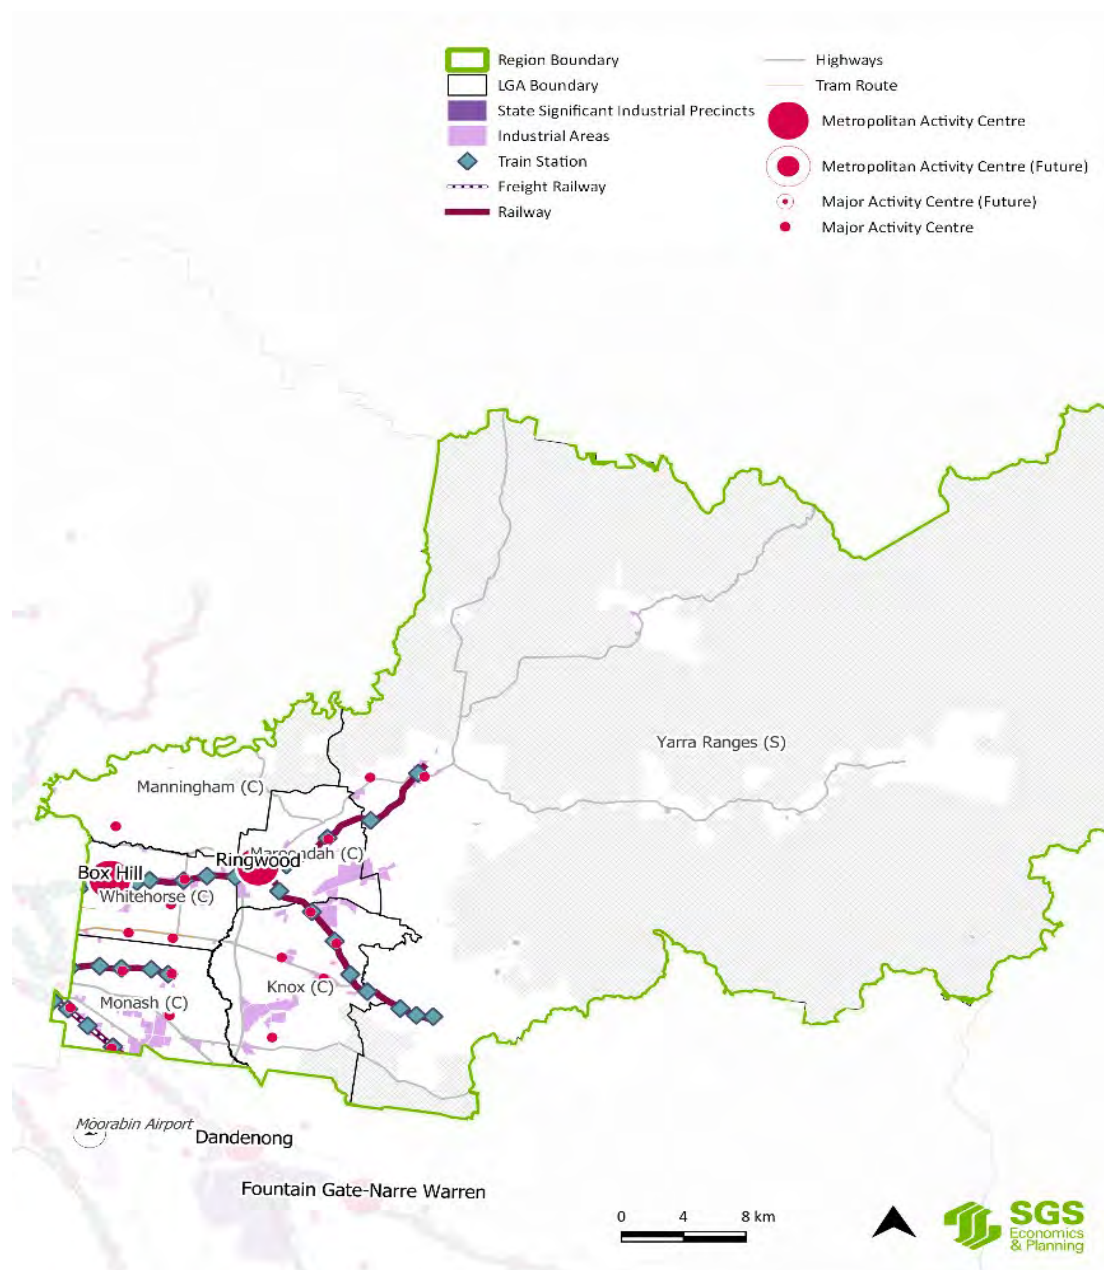 Region Boundary
LGA Boundary
State Significant Industrial Precincts
Industrial Areas
Train Station
Freight Railway
Railway
Highways
Tram Route
Metropolitan Activity Centre
Metropolitan Activity Centre (Future)
Major Activity Centre (Future)
Major Activity Centre
Yarra Ranges (S)
Manningham (C)
Maroondah (C)
Ringwood
Box Hill
Whitehorse (C)
Knox (C)
Monash (C)
Moorabin Airport
Dandenong
Fountain Gate-Narre Warren
0 4 8 km
SGS
Economics
& Planning